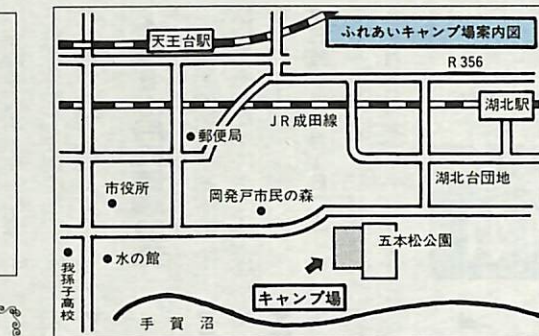 天王台駅
ふれあいキャンプ場案内図
R 356
湖北駅
JR成田線
郵便局
市役所
岡発戸市民の森
湖北台団地
五本松公園
水の館
我孫子高校
キャンプ場
手賀沼